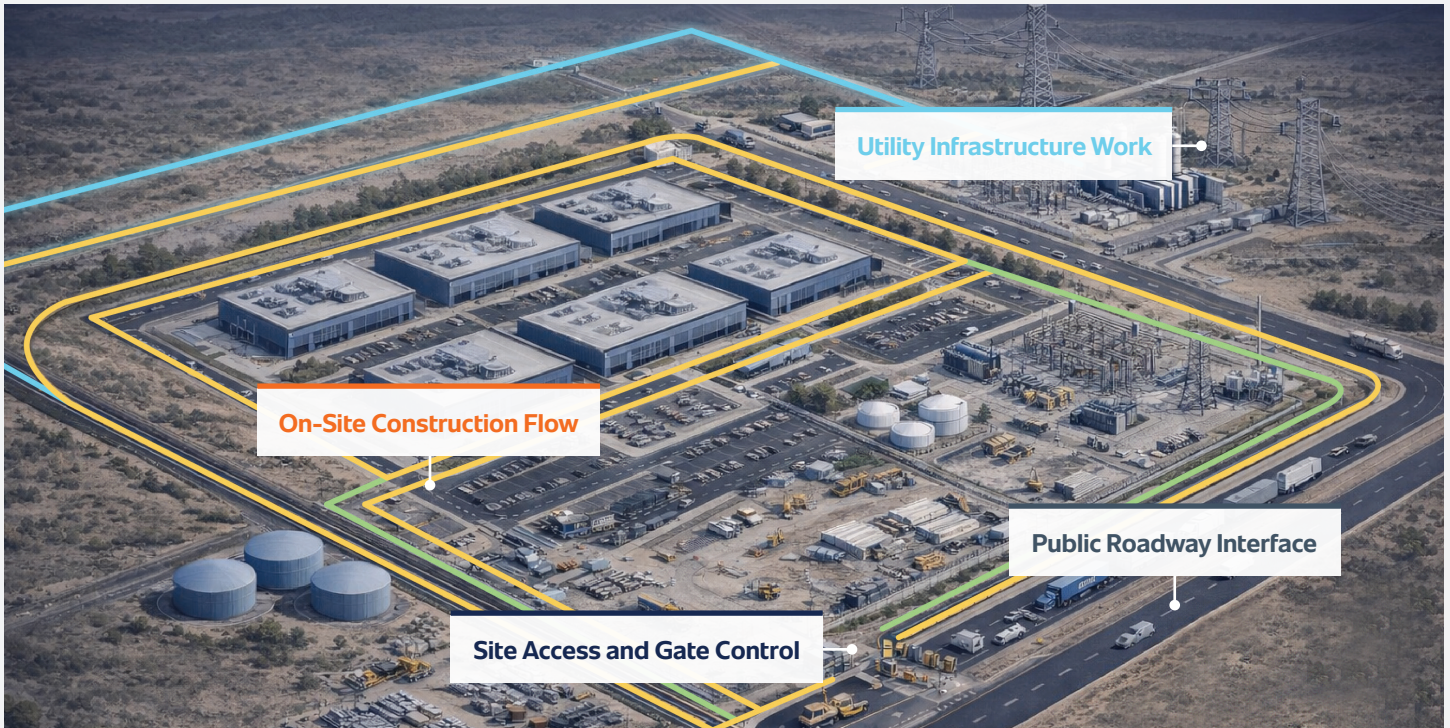 Utility Infrastructure Work
On-Site Construction Flow
Public Roadway Interface
Site Access and Gate Control